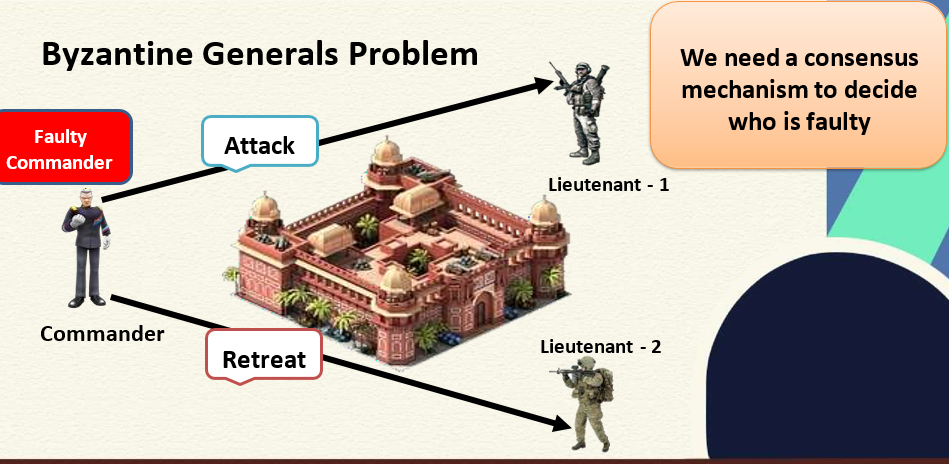 Byzantine Generals Problem
We need a consensus
mechanism to decide
who is faulty
Faulty
Commander
Attack
Lieutenant - 1
Commander
Retreat
Lieutenant - 2